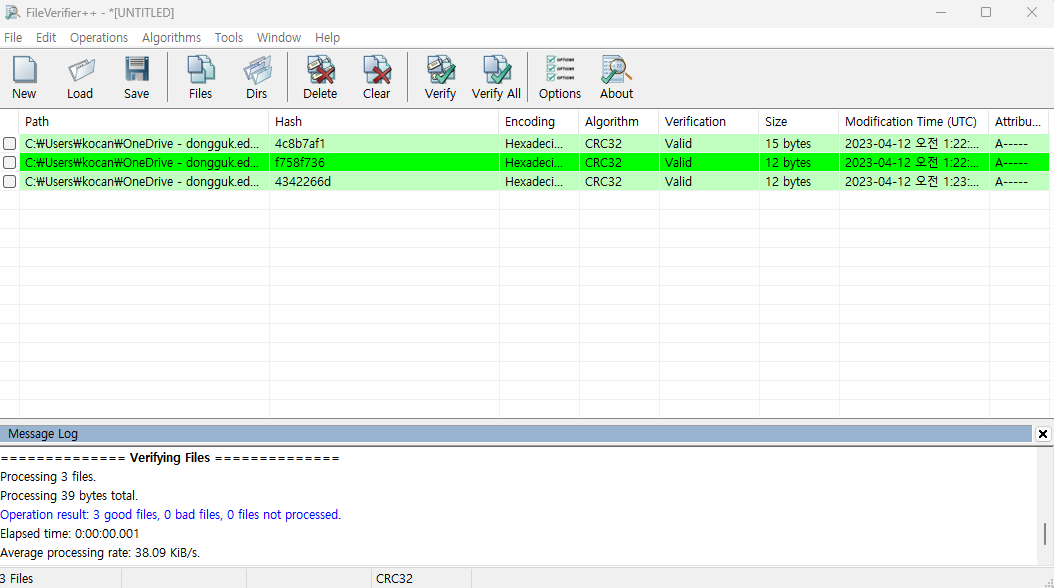 FileVerifier++ - *[UNTITLED]
File Edit Operations Algorithms Tools Window Help
New Load Save Files Dirs Delete Clear Verify Verify All Options About
OPTIONS
OPTIONS
OPTIONS
Path Hash Encoding Algorithm Verification Size Modification Time (UTC) Attribu...
C:₩Users₩kocan₩OneDrive - dongguk.ed... 4c8b7af1 Hexadeci... CRC32 Valid 15 bytes 2023-04-12 오전 1:22:... A-----
C:₩Users₩kocan₩OneDrive - dongguk.ed... f758f736 Hexadeci... CRC32 Valid 12 bytes 2023-04-12 오전 1:22:... A-----
C:₩Users₩kocan₩OneDrive - dongguk.ed... 4342266d Hexadeci... CRC32 Valid 12 bytes 2023-04-12 오전 1:23:... A-----
Message Log
============== Verifying Files ==============
Processing 3 files.
Processing 39 bytes total.
Operation result: 3 good files, 0 bad files, 0 files not processed.
Elapsed time: 0:00:00.001
Average processing rate: 38.09 KiB/s.
3 Files CRC32